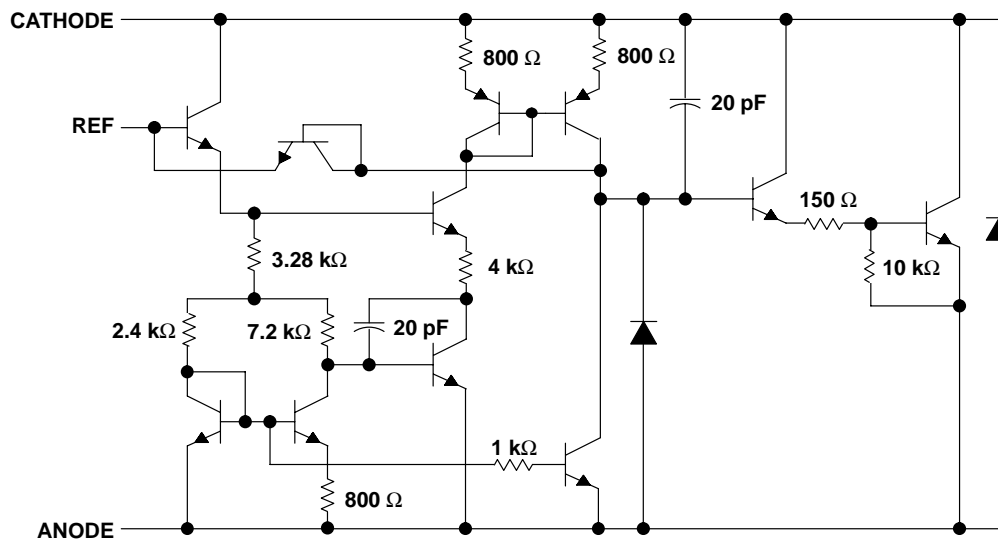 CATHODE
800 Ω
800 Ω
20 pF
REF
150 Ω
3.28 kΩ
4 kΩ
10 kΩ
2.4 kΩ
7.2 kΩ
20 pF
1 kΩ
800 Ω
ANODE